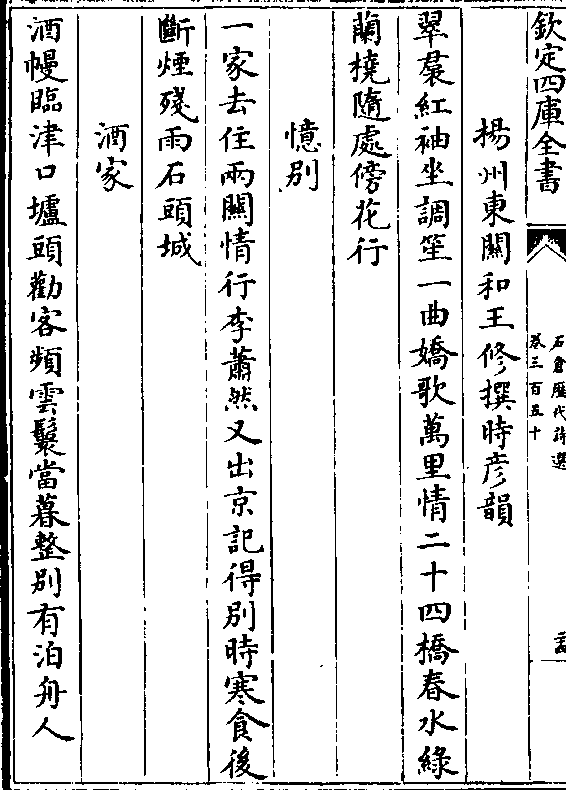 欽定四庫全書
石倉歷代詩選
卷三百五十
揚州東關和王修撰時彥韻
翠裠紅袖坐調笙一曲嬌歌萬里情二十四橋春水綠
蘭橈隨處傍花行
憶别
一家去住兩關情行李蕭然又出京記得别時寒食後
斷煙殘雨石頭城
酒家
酒幔臨津口壚頭勸客頻雲鬟當暮整别有泊舟人